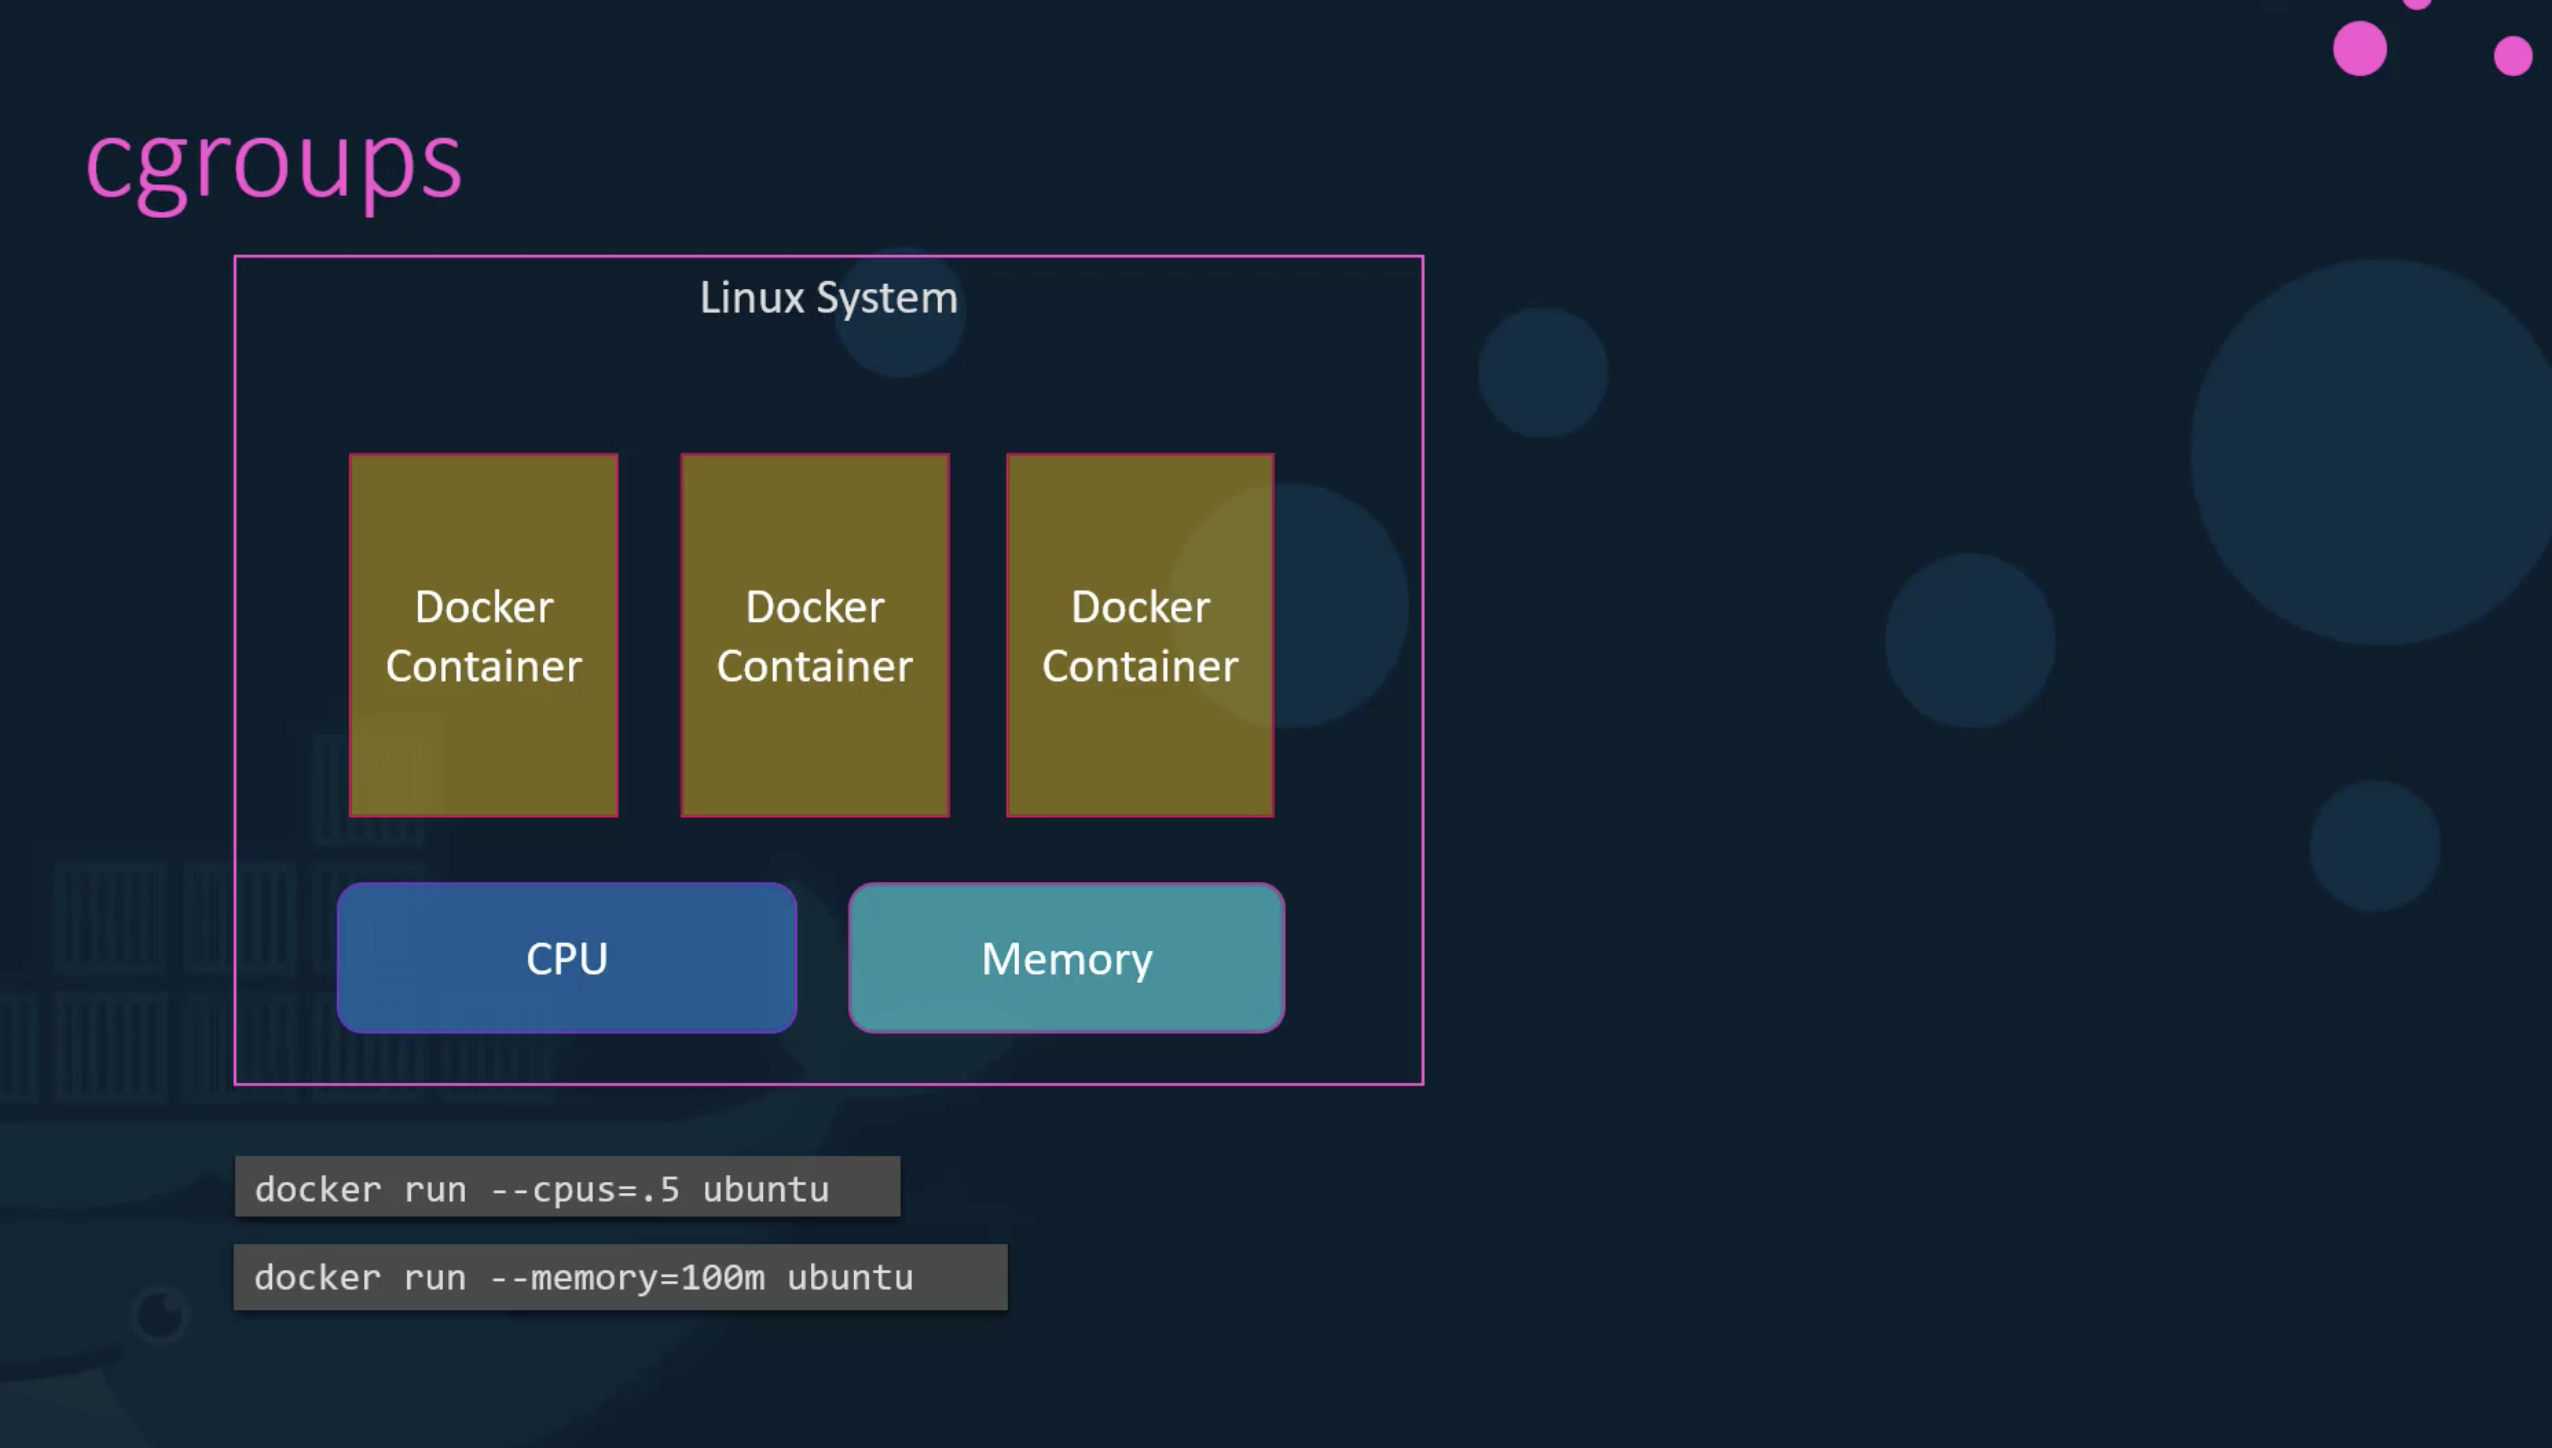 cgroups
Linux System
Docker
Container
Docker
Container
Docker
Container
CPU
Memory
docker run --cpus=.5 ubuntu
docker run --memory=100m ubuntu